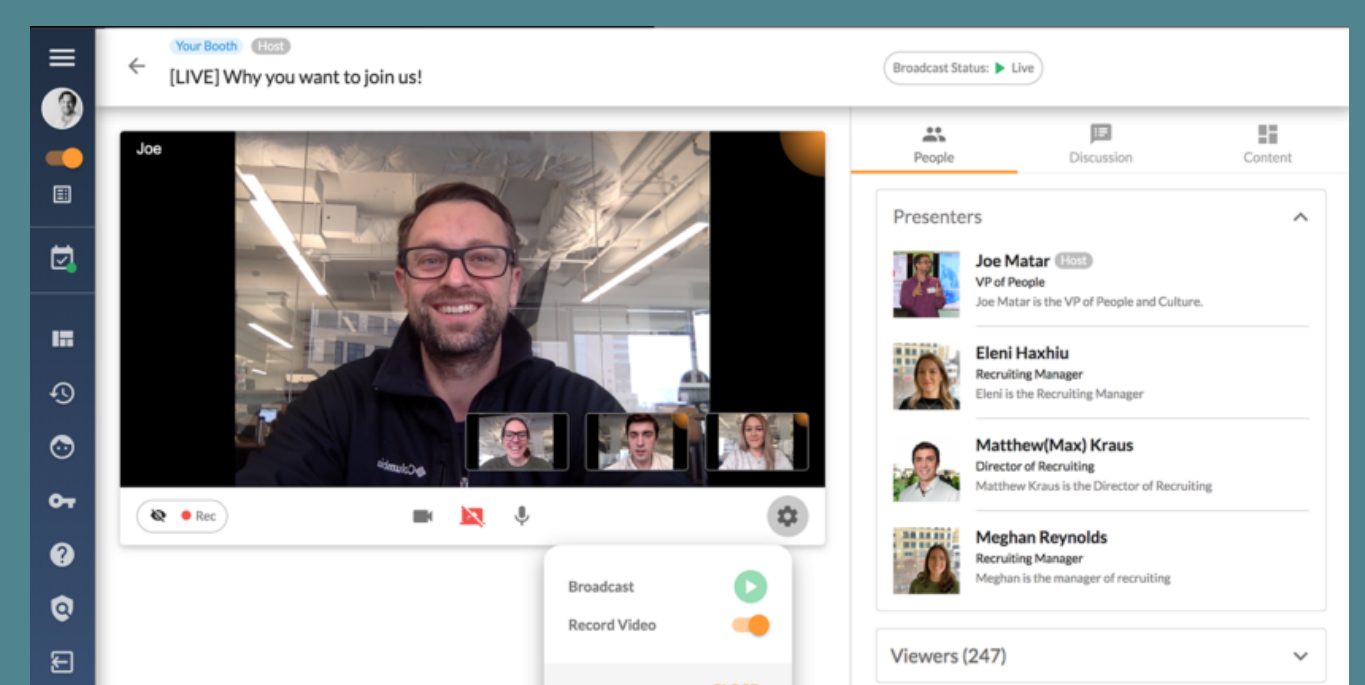 Your Booth Host
[LIVE] Why you want to join us!
Broadcast Status: Live
Joe
Rec
Broadcast
Record Video
CLOSE
People
Discussion
Content
Presenters
Joe Matar Host
VP of People
Joe Matar is the VP of People and Culture.
Eleni Haxhiu
Recruiting Manager
Eleni is the Recruiting Manager
Matthew(Max) Kraus
Director of Recruiting
Matthew Kraus is the Director of Recruiting
Meghan Reynolds
Recruiting Manager
Meghan is the manager of recruiting
Viewers (247)